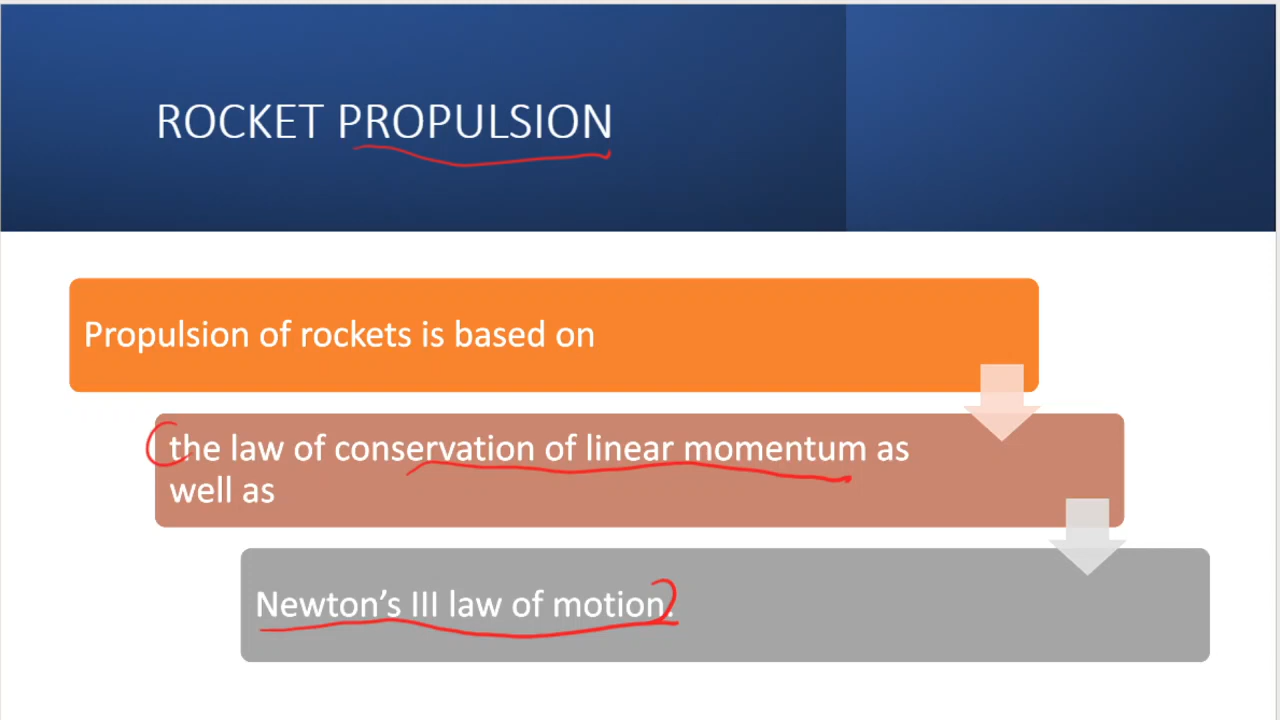 ROCKET PROPULSION
Propulsion of rockets is based on
the law of conservation of linear momentum as
well as
Newton’s III law of motion.